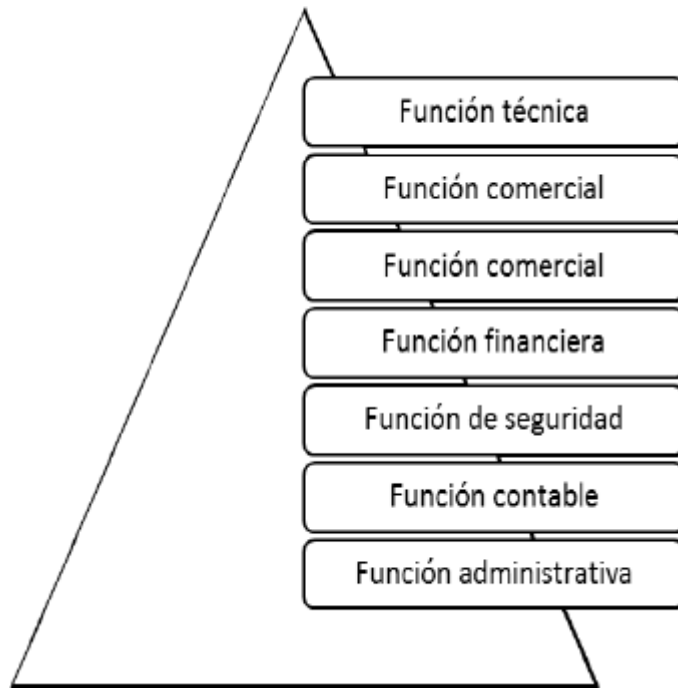 Función técnica
Función comercial
Función comercial
Función financiera
Función de seguridad
Función contable
Función administrativa